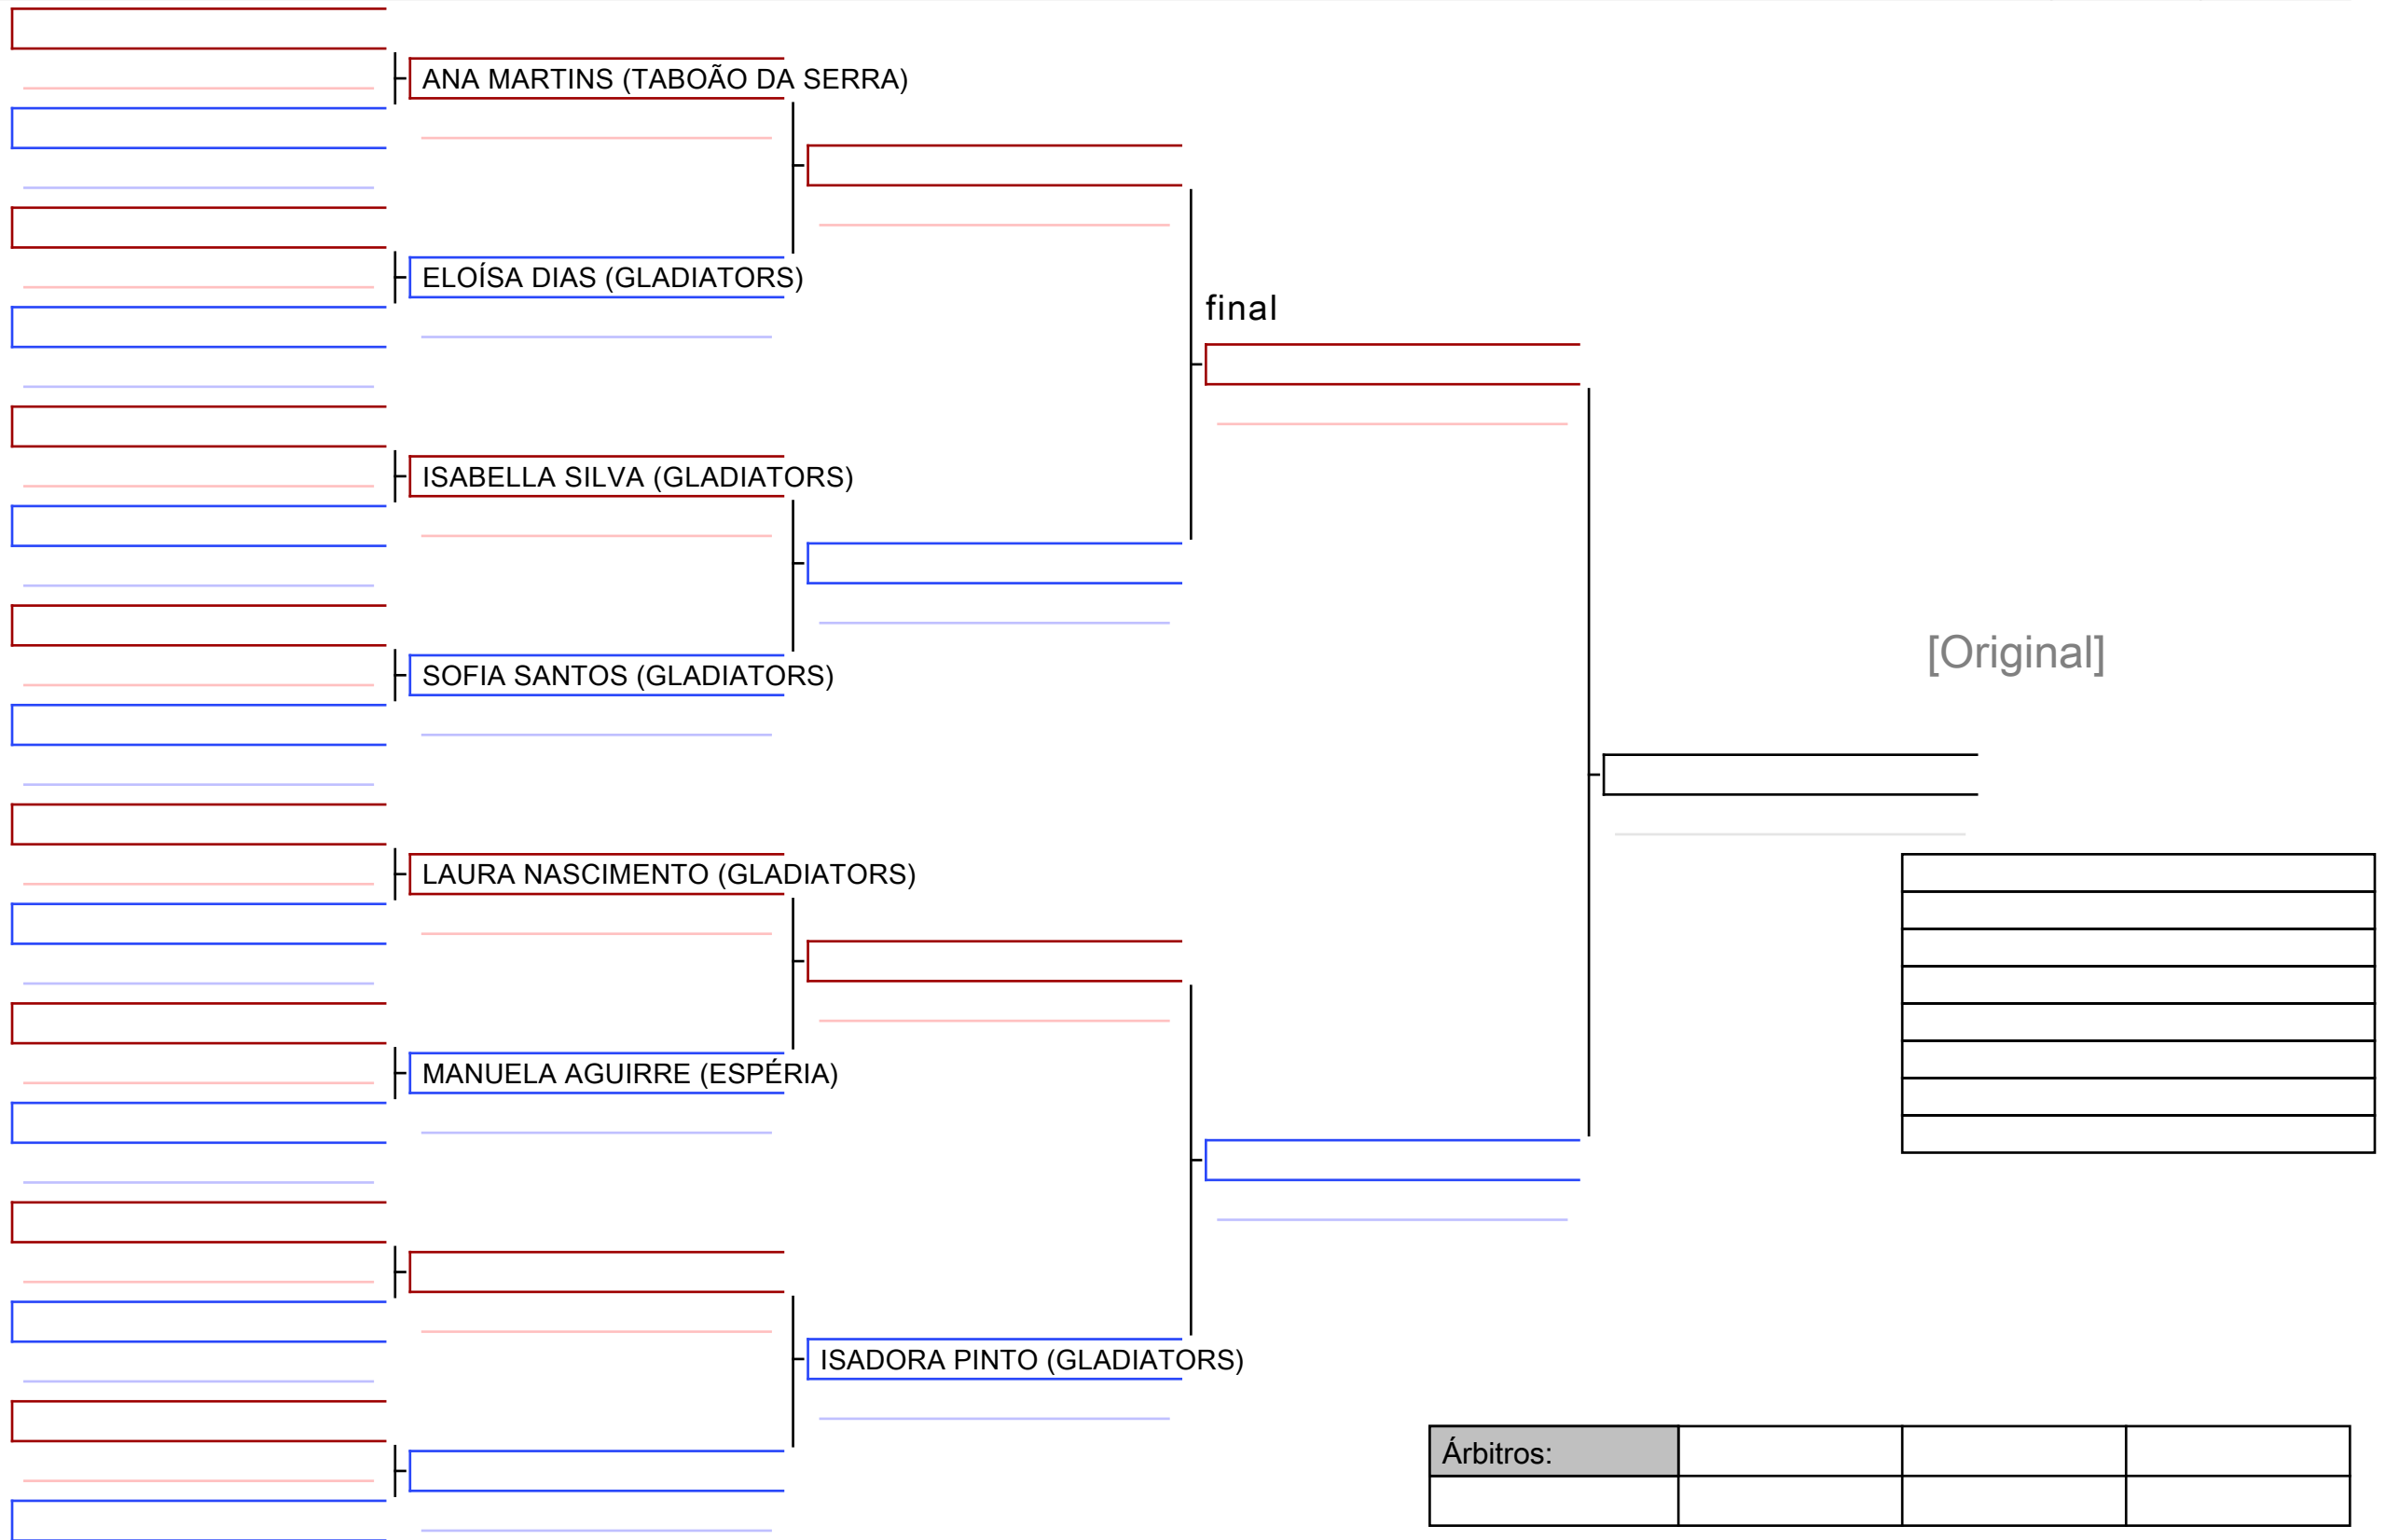 ANA MARTINS (TABOÃO DA SERRA)
ELOÍSA DIAS (GLADIATORS)
final
ISABELLA SILVA (GLADIATORS)
[Original]
SOFIA SANTOS (GLADIATORS)
LAURA NASCIMENTO (GLADIATORS)
MANUELA AGUIRRE (ESPÉRIA)
ISADORA PINTO (GLADIATORS)
Árbitros: